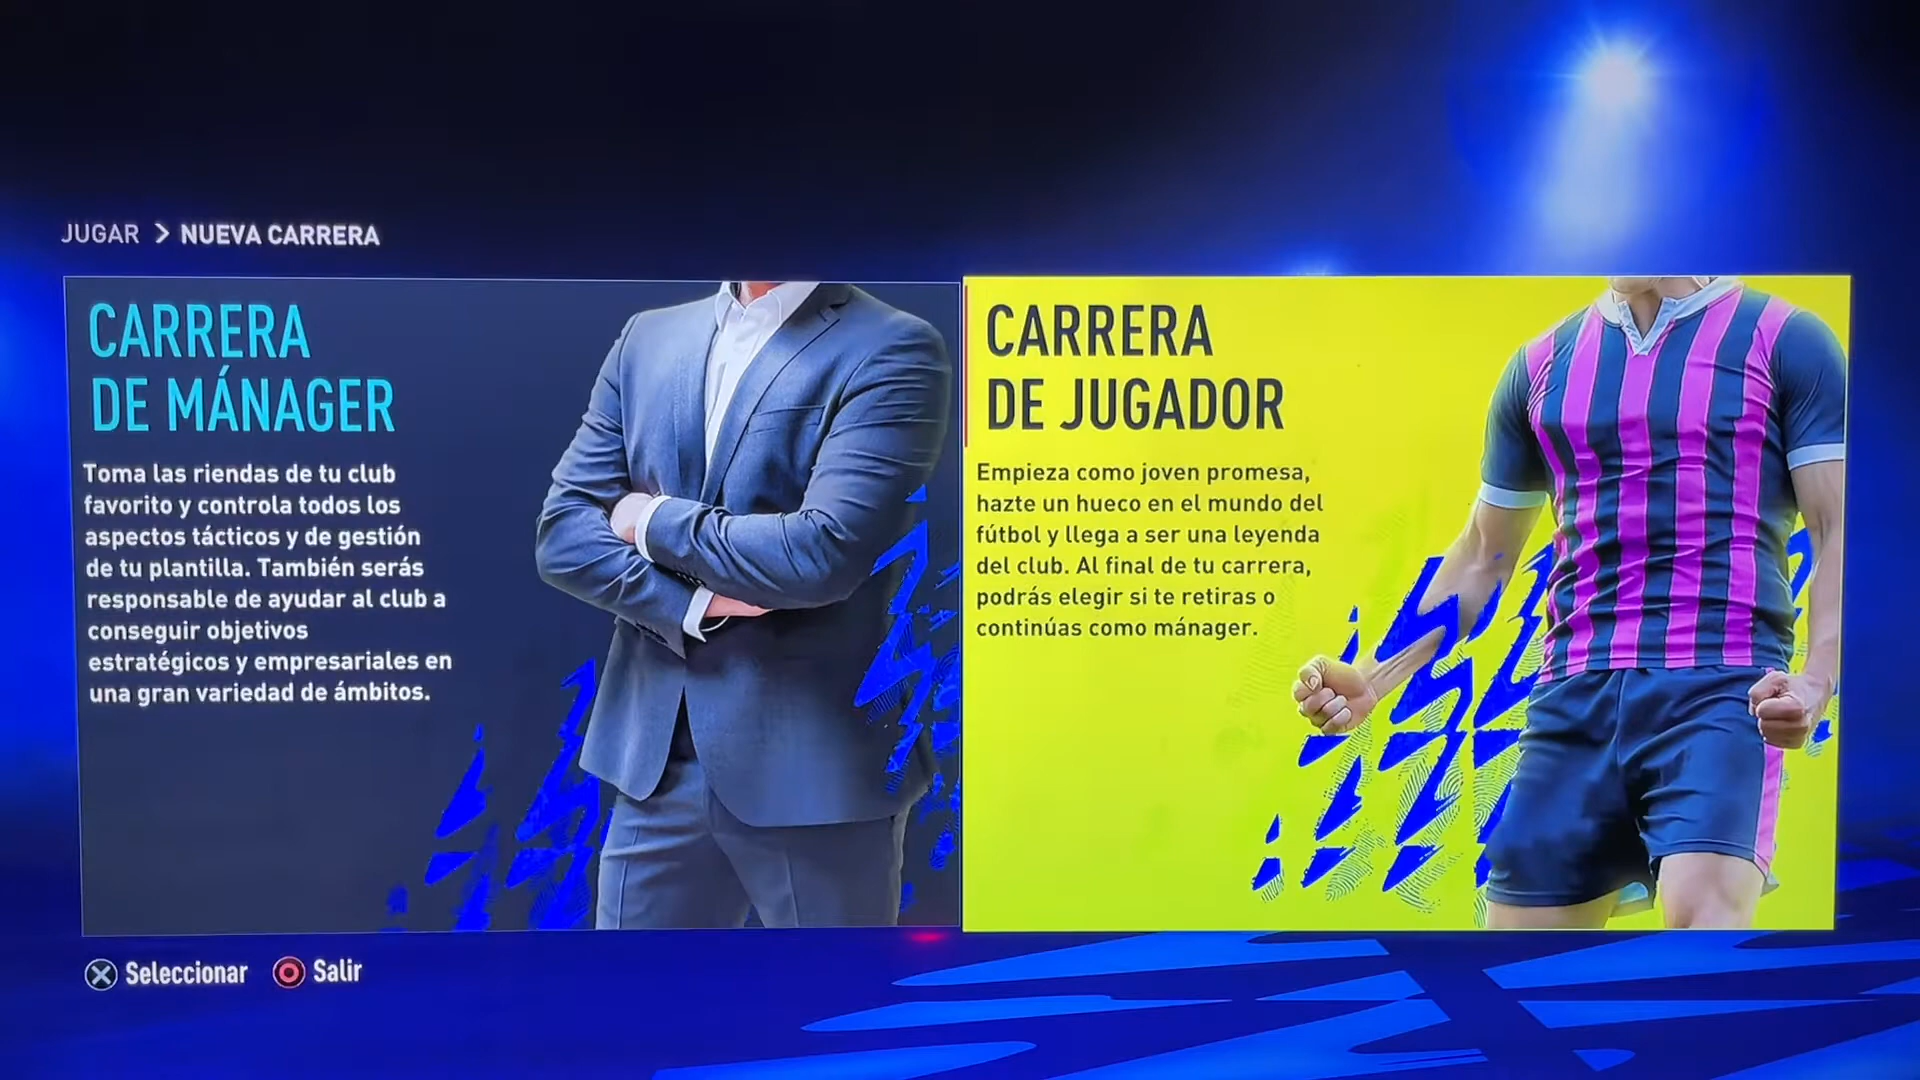 JUGAR > NUEVA CARRERA
CARRERA
DE MÁNAGER
Toma las riendas de tu club
favorito y controla todos los
aspectos tácticos y de gestión
de tu plantilla. También serás
responsable de ayudar al club a
conseguir objetivos
estratégicos y empresariales en
una gran variedad de ámbitos.
CARRERA
DE JUGADOR
Empieza como joven promesa,
hazte un hueco en el mundo del
fútbol y llega a ser una leyenda
del club. Al final de tu carrera,
podrás elegir si te retiras o
continúas como mánager.
Seleccionar Salir